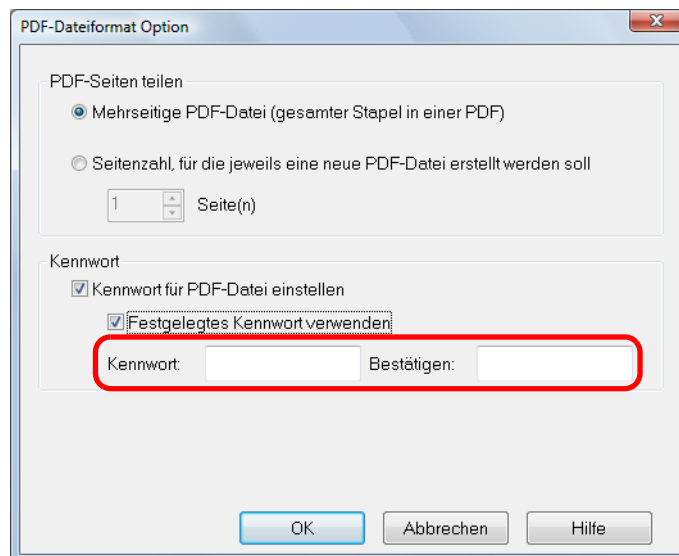 PDF-Dateiformat Option
PDF-Seiten teilen
Mehrseitige PDF-Datei (gesamter Stapel in einer PDF)
Seitenzahl, für die jeweils eine neue PDF-Datei erstellt werden soll
1 Seite(n)
Kennwort
Kennwort für PDF-Datei einstellen
Festgelegtes Kennwort verwenden
Kennwort: Bestätigen:
OK Abbrechen Hilfe